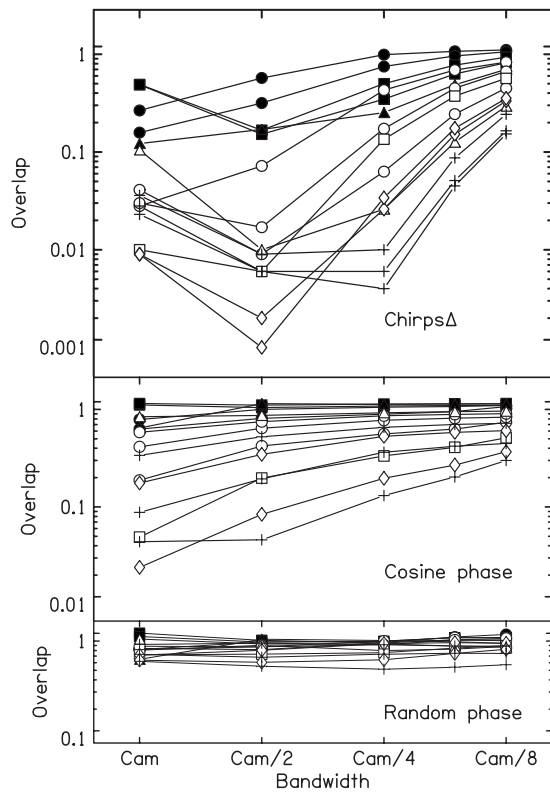 1
0.1
Overlap
0.01
ChirpsΔ
0.001
1
Overlap
0.1
Cosine phase
0.01
1
Overlap
Random phase
0.1
Cam Cam/2 Cam/4 Cam/8
Bandwidth